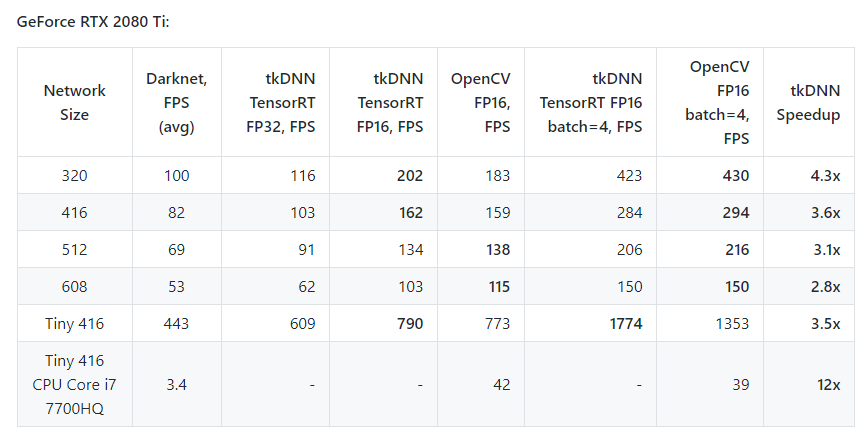 GeForce RTX 2080 Ti:
Network Size | Darknet, FPS (avg) | tkDNN TensorRT FP32, FPS | tkDNN TensorRT FP16, FPS | OpenCV FP16, FPS | tkDNN TensorRT FP16 batch=4, FPS | OpenCV FP16 batch=4, FPS | tkDNN Speedup
320 | 100 | 116 | 202 | 183 | 423 | 430 | 4.3x
416 | 82 | 103 | 162 | 159 | 284 | 294 | 3.6x
512 | 69 | 91 | 134 | 138 | 206 | 216 | 3.1x
608 | 53 | 62 | 103 | 115 | 150 | 150 | 2.8x
Tiny 416 | 443 | 609 | 790 | 773 | 1774 | 1353 | 3.5x
Tiny 416 CPU Core i7 7700HQ | 3.4 | - | - | 42 | - | 39 | 12x